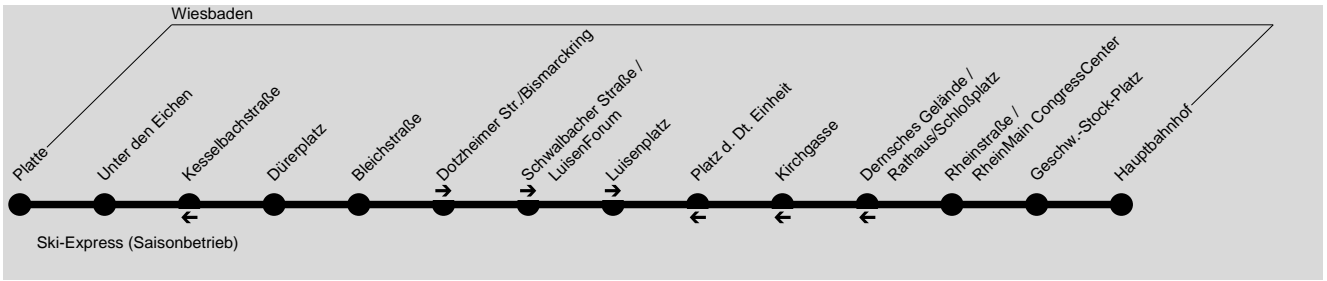 Wiesbaden
Platte
Unter den Eichen
Kesselbachstraße
Dürerplatz
Bleichstraße
Dotzheimer Str./Bismarckring
Schwalbacher Straße /
LuisenForum
Luisenplatz
Platz d. Dt. Einheit
Kirchgasse
Dernsches Gelände /
Rathaus/Schloßplatz
Rheinstraße /
RheinMain CongressCenter
Geschw.-Stock-Platz
Hauptbahnhof
Ski-Express (Saisonbetrieb)